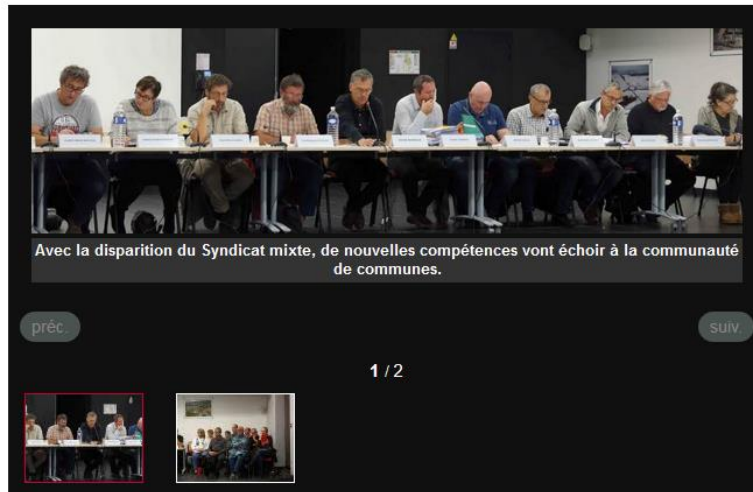 Avec la disparition du Syndicat mixte, de nouvelles compétences vont échoir à la communauté
de communes.
préc.
suiv.
1 / 2